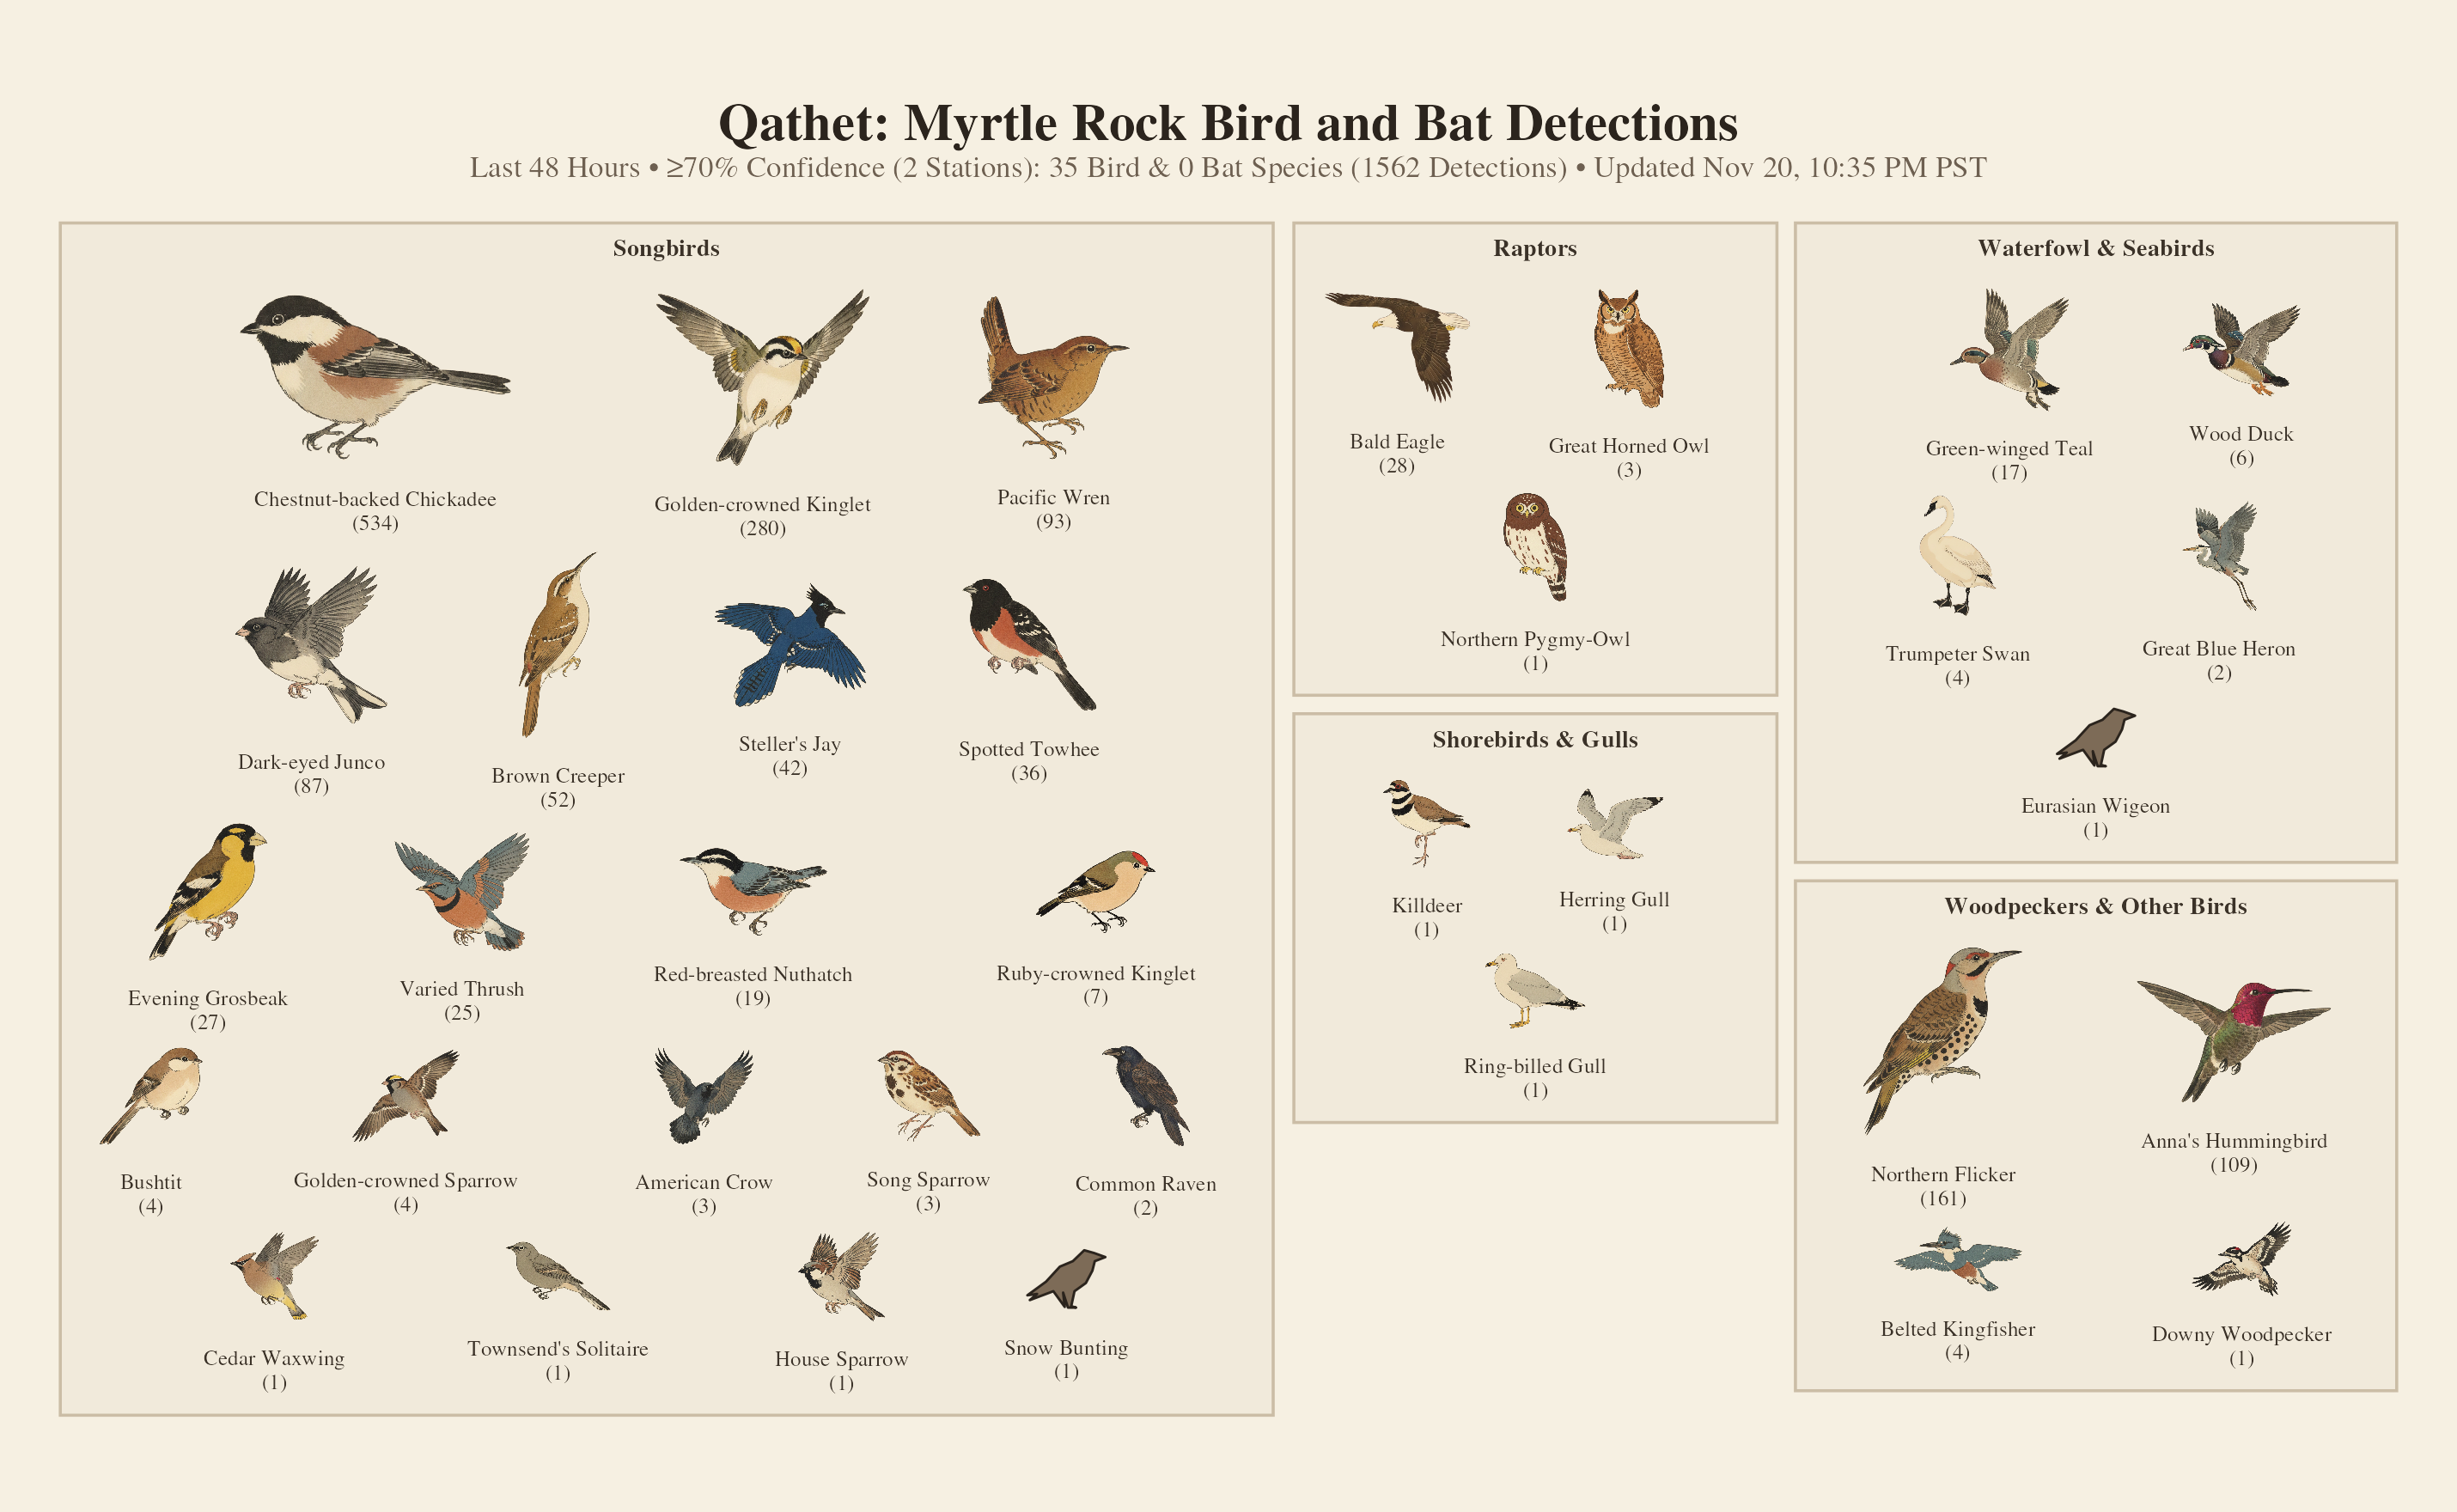 Qathet: Myrtle Rock Bird and Bat Detections
Last 48 Hours • ≥70% Confidence (2 Stations): 35 Bird & 0 Bat Species (1562 Detections) • Updated Nov 20, 10:35 PM PST
Songbirds
Chestnut-backed Chickadee
(534)
Golden-crowned Kinglet
(280)
Pacific Wren
(93)
Dark-eyed Junco
(87)
Brown Creeper
(52)
Steller's Jay
(42)
Spotted Towhee
(36)
Evening Grosbeak
(27)
Varied Thrush
(25)
Red-breasted Nuthatch
(19)
Ruby-crowned Kinglet
(7)
Bushtit
(4)
Golden-crowned Sparrow
(4)
American Crow
(3)
Song Sparrow
(3)
Common Raven
(2)
Cedar Waxwing
(1)
Townsend's Solitaire
(1)
House Sparrow
(1)
Snow Bunting
(1)
Raptors
Bald Eagle
(28)
Great Horned Owl
(3)
Northern Pygmy-Owl
(1)
Shorebirds & Gulls
Killdeer
(1)
Herring Gull
(1)
Ring-billed Gull
(1)
Waterfowl & Seabirds
Green-winged Teal
(17)
Wood Duck
(6)
Trumpeter Swan
(4)
Great Blue Heron
(2)
Eurasian Wigeon
(1)
Woodpeckers & Other Birds
Northern Flicker
(161)
Anna's Hummingbird
(109)
Belted Kingfisher
(4)
Downy Woodpecker
(1)